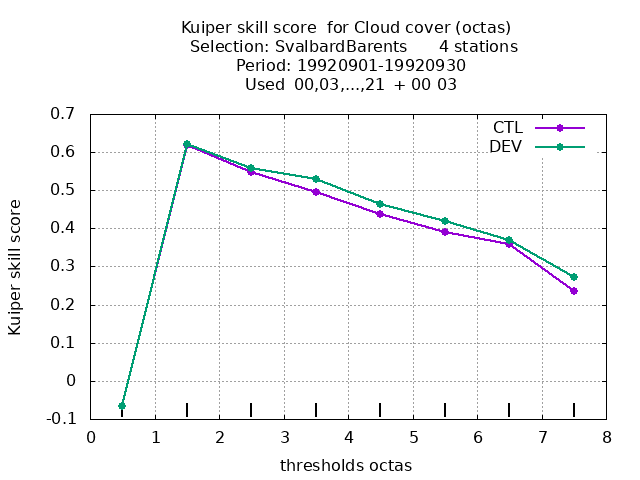 Kuiper skill score  for Cloud cover (octas)
Selection: SvalbardBarents      4 stations
Period: 19920901-19920930
Used  00,03,...,21  + 00 03
CTL
DEV
Kuiper skill score
0.7
0.6
0.5
0.4
0.3
0.2
0.1
0
-0.1
0 1 2 3 4 5 6 7 8
thresholds octas